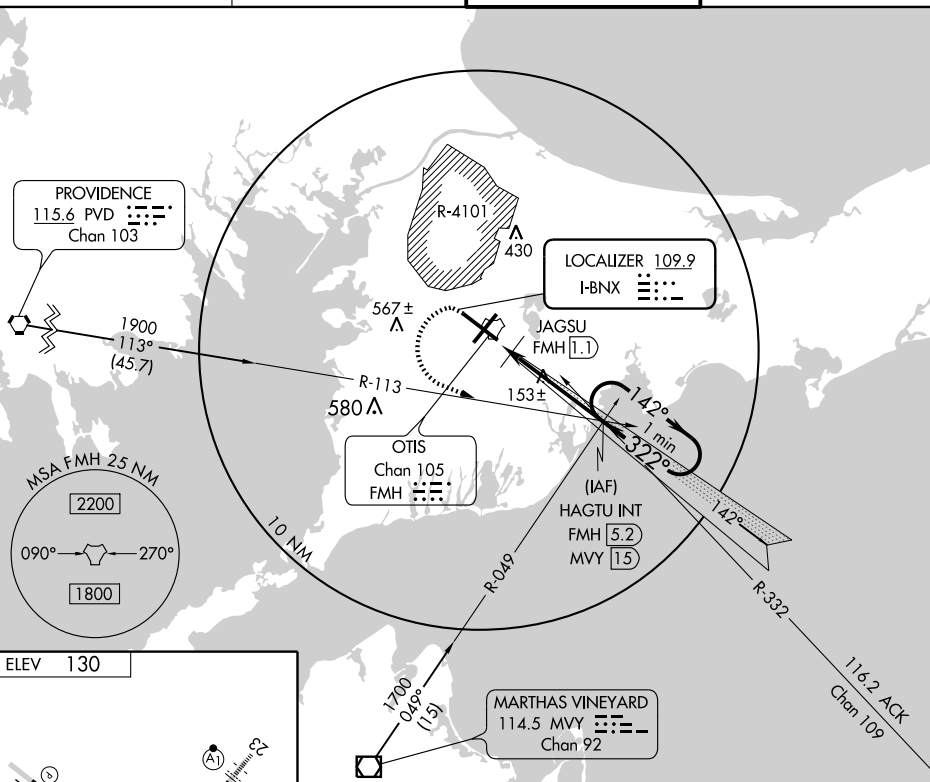 PROVIDENCE
115.6 PVD
Chan 103
R-4101
430
LOCALIZER 109.9
I-BNX
567 ±
JAGSU
FMH 1.1
1900
113°
(45.7)
R-113
580
153 ±
142°
1 min
322°
OTIS
Chan 105
FMH
(IAF)
HAGTU INT
FMH 5.2
MVY 15
N
142°
MSA FMH 25 NM
2200
090°
270°
1800
10 NM
R-049
R-332
116.2 ACK
Chan 109
ELEV 130
1700
049°
(15)
MARTHAS VINEYARD
114.5 MVY
Chan 92
A1
23
P